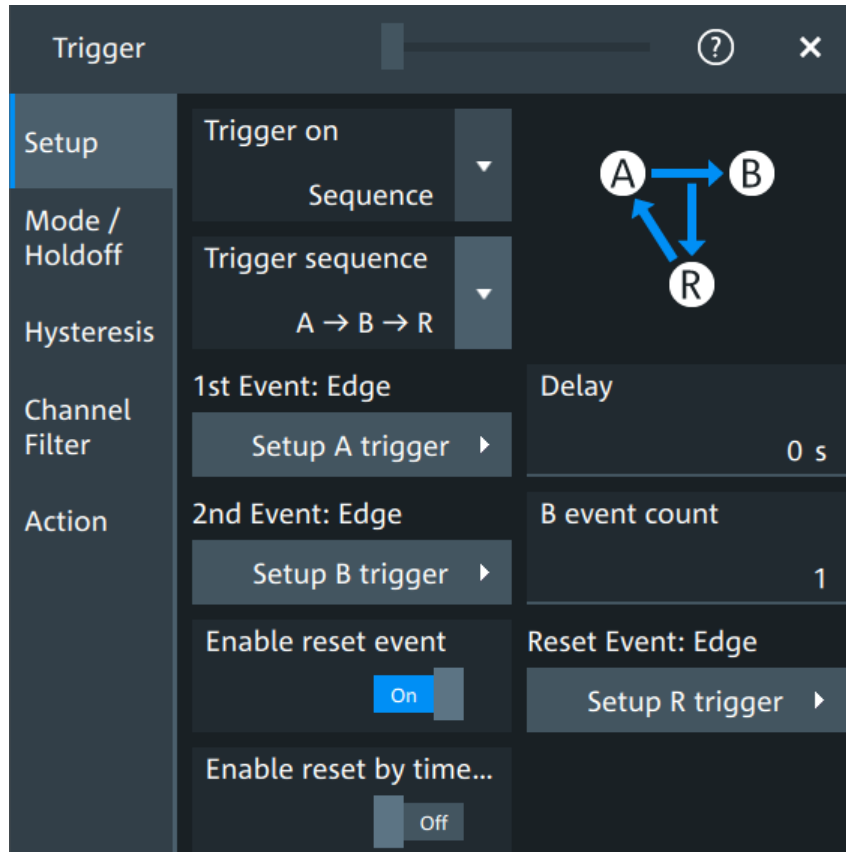 Trigger
?
Setup
Mode /
Holdoff
Hysteresis
Channel
Filter
Action
Trigger on
Sequence
Trigger sequence
A → B → R
A
B
R
1st Event: Edge
Setup A trigger
Delay
0 s
2nd Event: Edge
Setup B trigger
B event count
1
Enable reset event
On
Reset Event: Edge
Setup R trigger
Enable reset by time...
Off